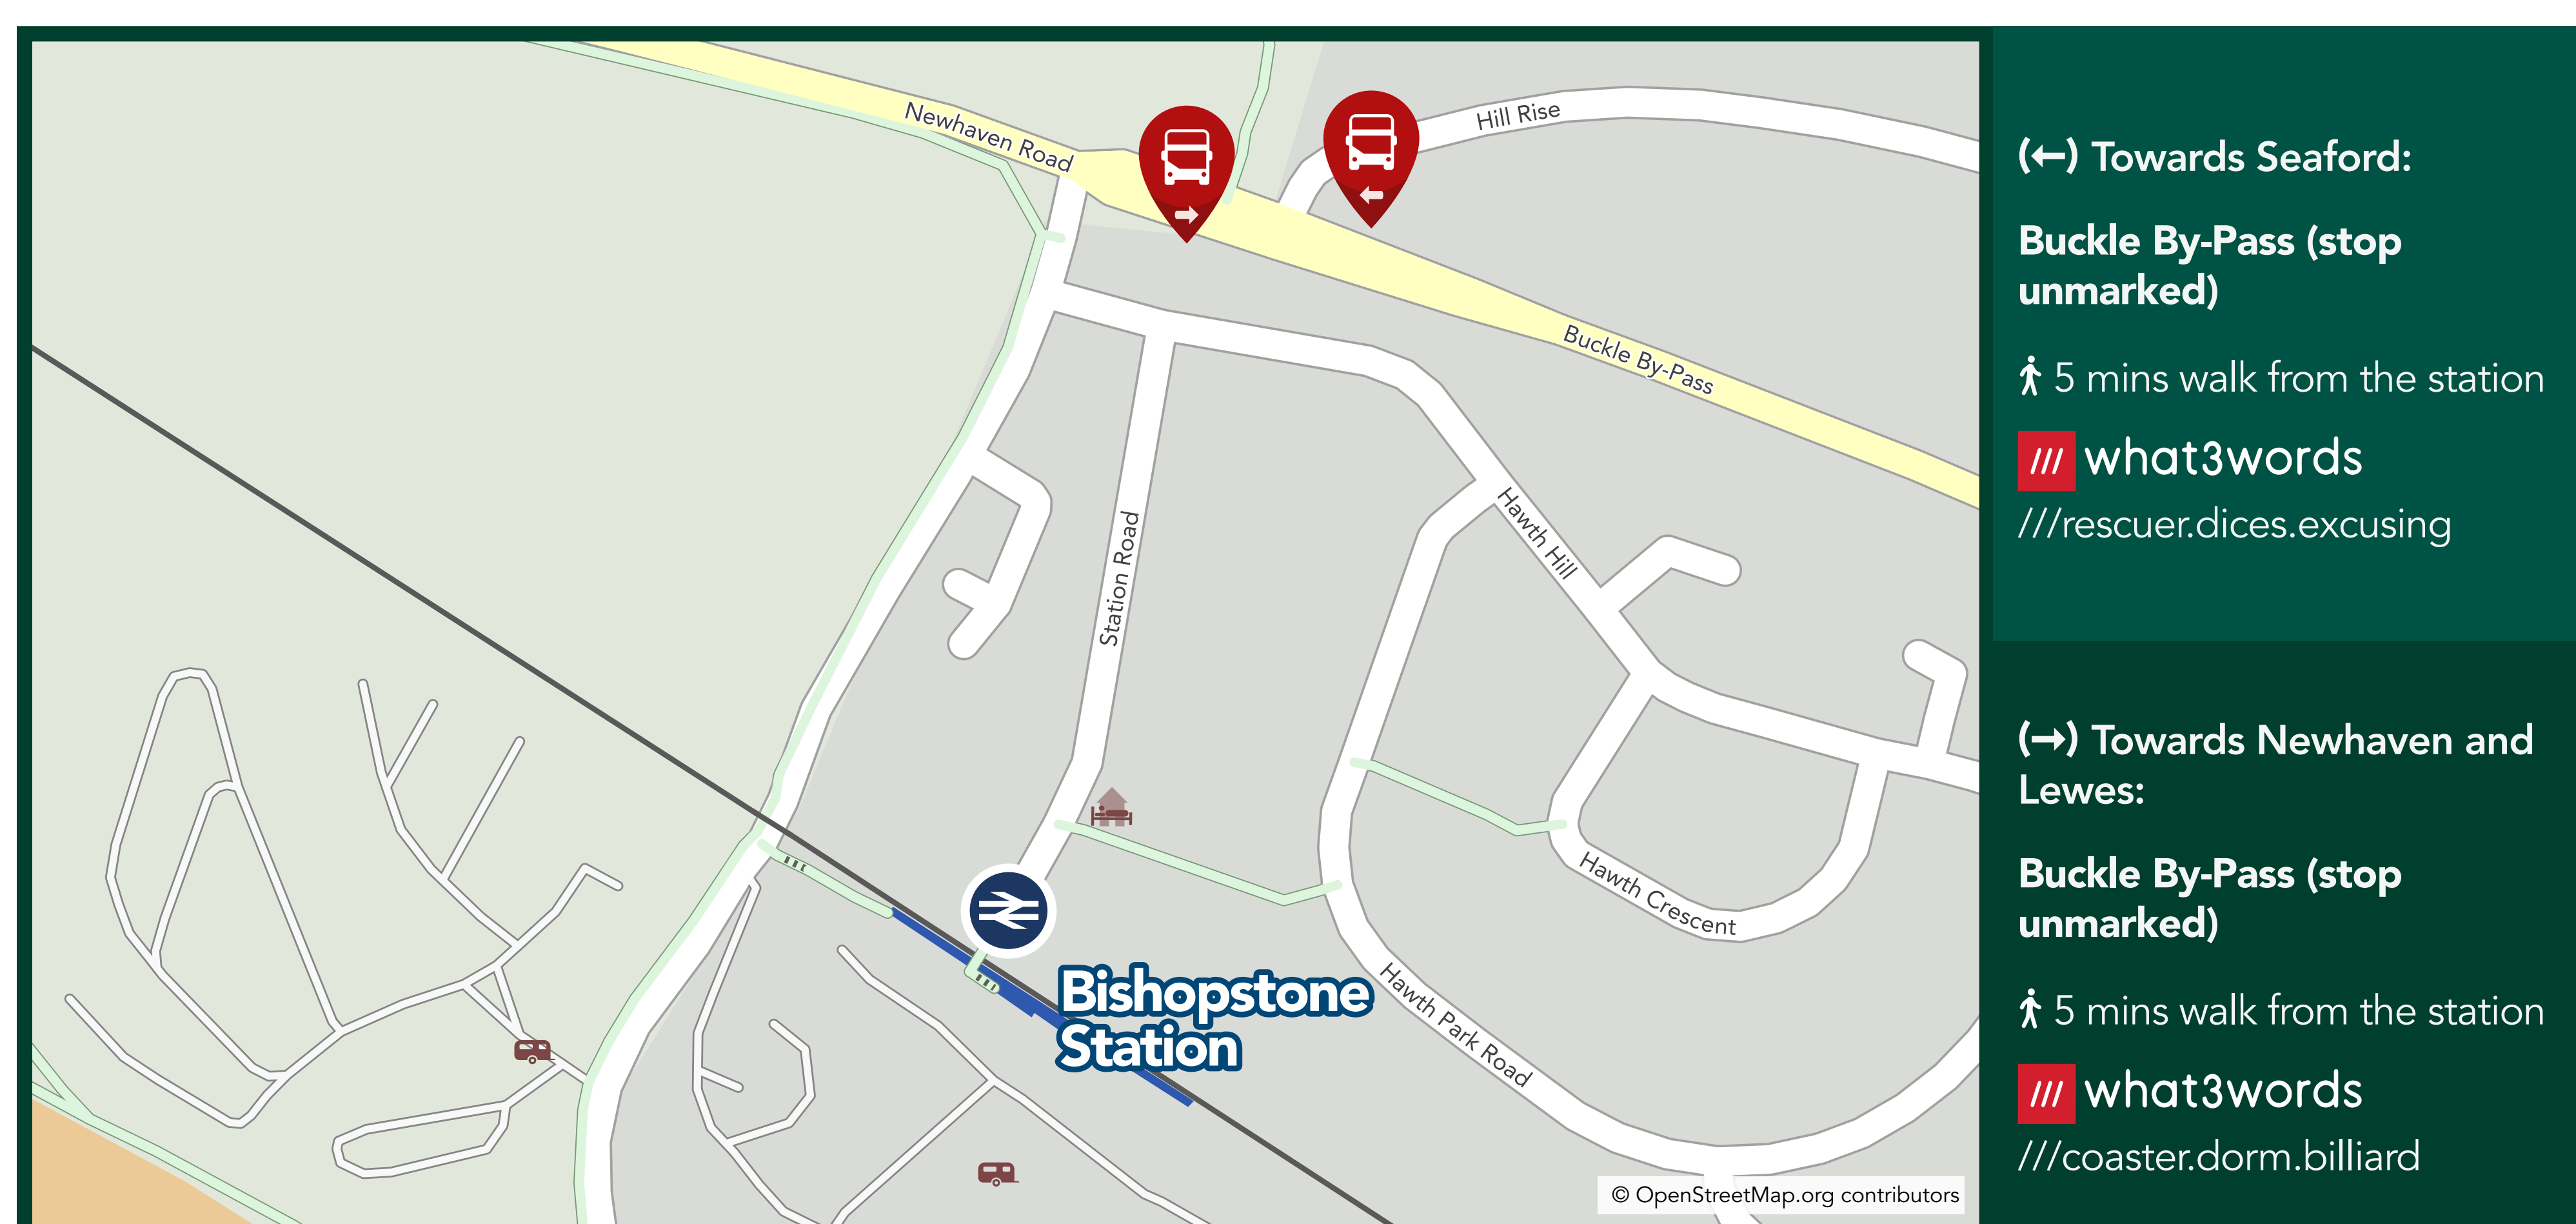 Newhaven Road
Hill Rise
Buckle By-Pass
Station Road
Hawth Hill
Hawth Crescent
Hawth Park Road
Bishopstone
Station
© OpenStreetMap.org contributors
(←) Towards Seaford:
Buckle By-Pass (stop
unmarked)
5 mins walk from the station
/// what3words
///rescuer.dices.excusing
(→) Towards Newhaven and
Lewes:
Buckle By-Pass (stop
unmarked)
5 mins walk from the station
/// what3words
///coaster.dorm.billiard